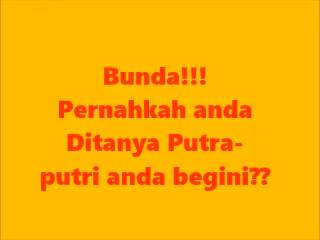 Bunda!!!
Pernahkah anda
Ditanya Putra-
putri anda begini??